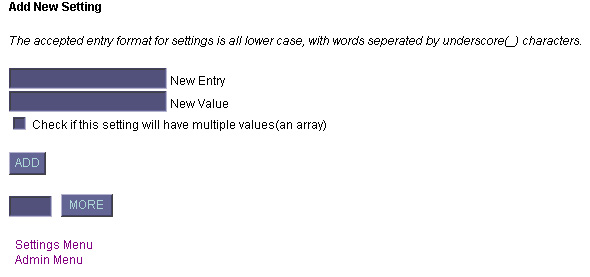 Add New Setting
The accepted entry format for settings is all lower case, with words seperated by underscore(_) characters.
New Entry
New Value
Check if this setting will have multiple values(an array)
ADD
MORE
Settings Menu
Admin Menu